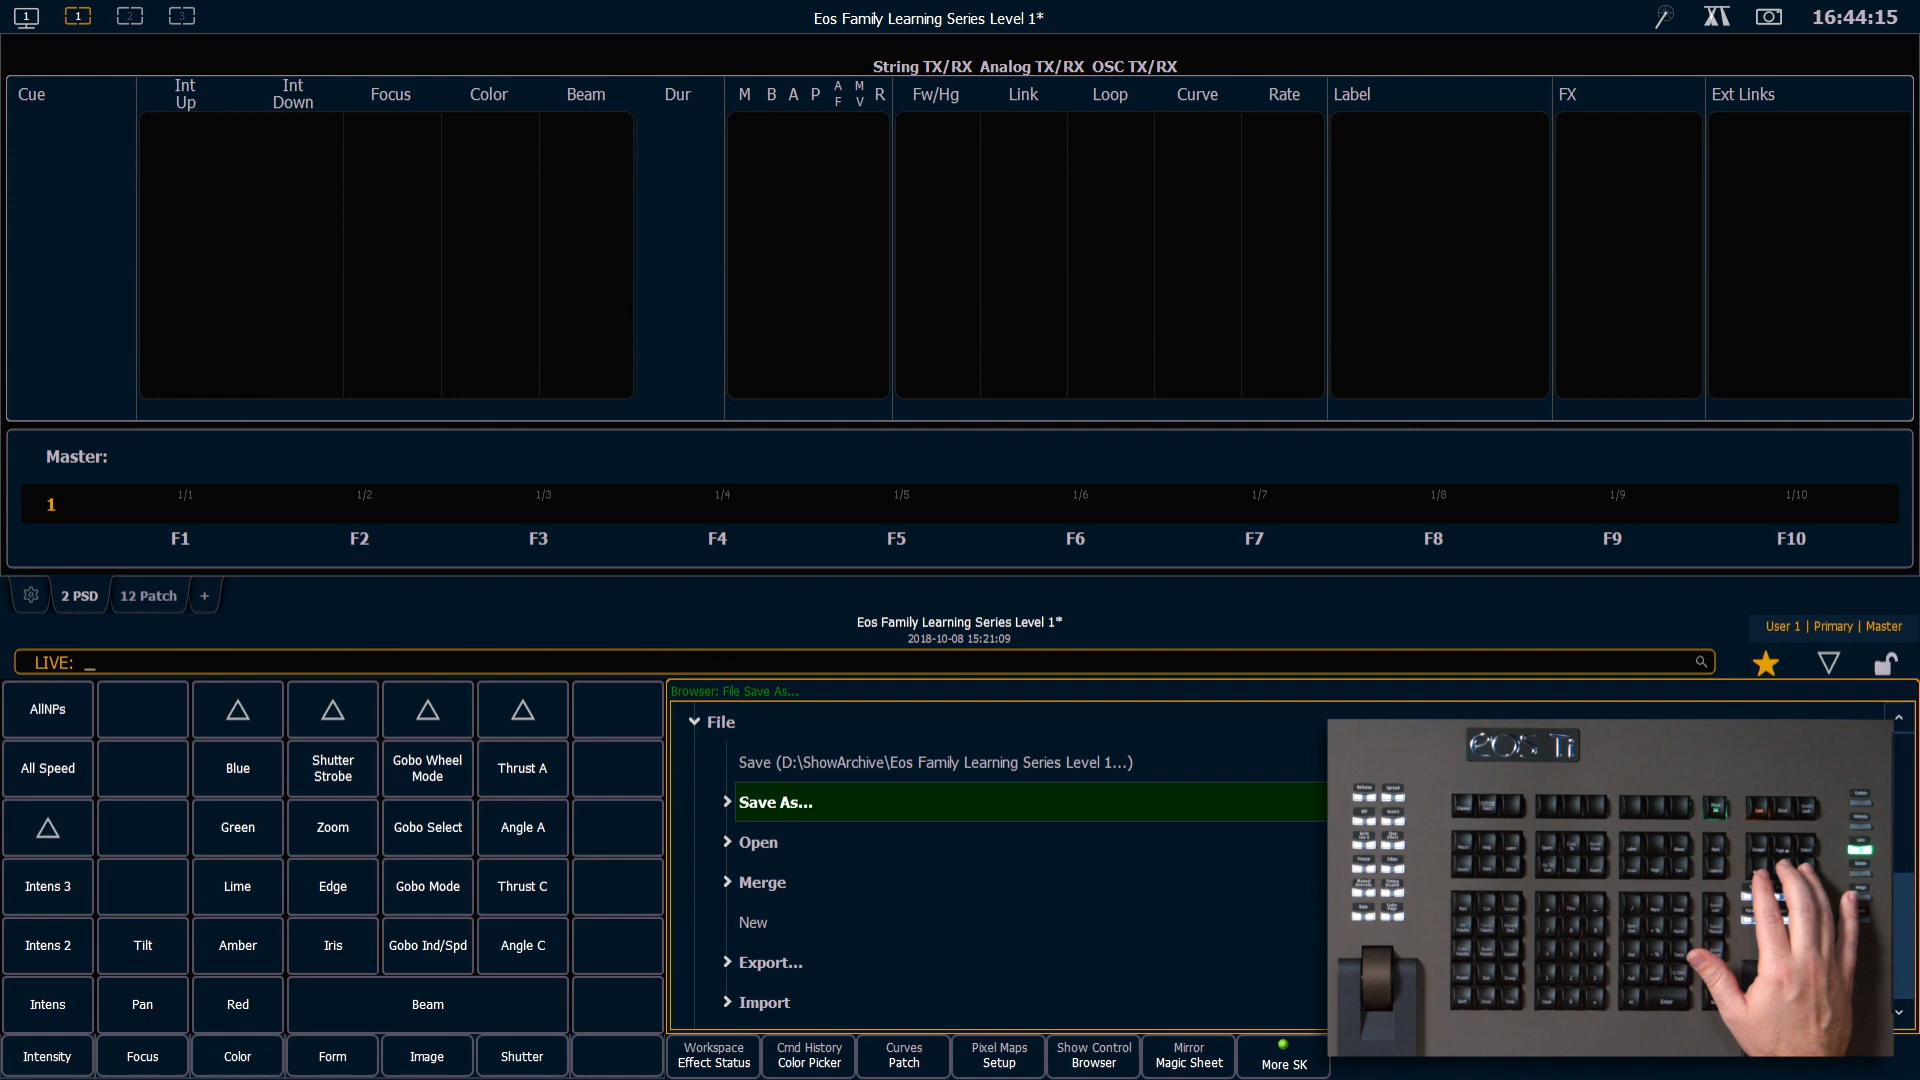 1 1 2 3 Eos Family Learning Series Level 1* 16:44:15
String TX/RX Analog TX/RX OSC TX/RX
Cue Int Up Int Down Focus Color Beam Dur M B A P AF MV R Fw/Hg Link Loop Curve Rate Label FX Ext Links
Master:
1 1/1 1/2 1/3 1/4 1/5 1/6 1/7 1/8 1/9 1/10
F1 F2 F3 F4 F5 F6 F7 F8 F9 F10
2 PSD 12 Patch +
Eos Family Learning Series Level 1*
2018-10-08 15:21:09
User 1 | Primary | Master
LIVE: _
AllNPs
All Speed Blue Shutter Strobe Gobo Wheel Mode Thrust A
Green Zoom Gobo Select Angle A
Intens 3 Lime Edge Gobo Mode Thrust C
Intens 2 Tilt Amber Iris Gobo Ind/Spd Angle C
Intens Pan Red Beam
Intensity Focus Color Form Image Shutter
Browser: File Save As...
File
Save (D:\ShowArchive\Eos Family Learning Series Level 1...)
Save As...
Open
Merge
New
Export...
Import
Workspace Cmd History Curves Pixel Maps Show Control Mirror
Effect Status Color Picker Patch Setup Browser Magic Sheet More SK
eos Ti